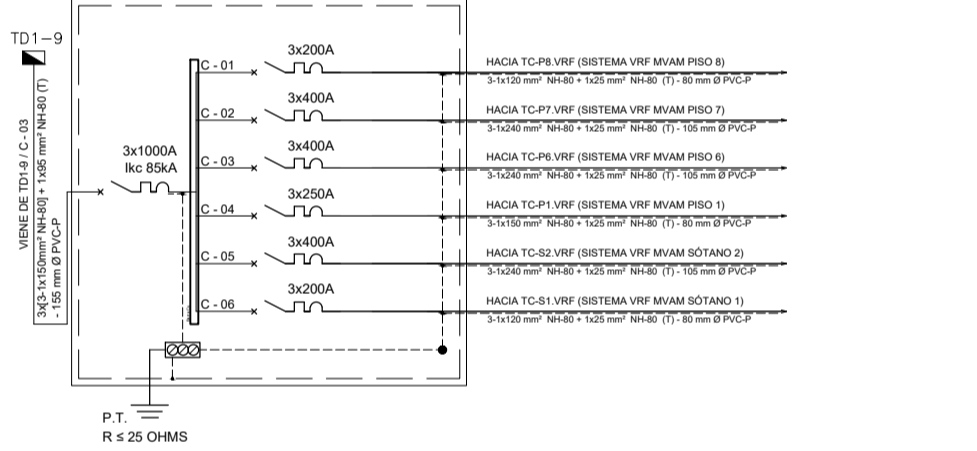 TD1-9
VIENE DE TD1-9 / C - 03
3x[3-1x150mm² NH-80] + 1x95 mm² NH-80 (T)
- 155 mm Ø PVC-P
3x1000A
Ikc 85kA
C - 01
3x200A
HACIA TC-P8.VRF (SISTEMA VRF MVAM PISO 8)
3-1x120 mm² NH-80 + 1x25 mm² NH-80 (T) - 80 mm Ø PVC-P
C - 02
3x400A
HACIA TC-P7.VRF (SISTEMA VRF MVAM PISO 7)
3-1x240 mm² NH-80 + 1x25 mm² NH-80 (T) - 105 mm Ø PVC-P
C - 03
3x400A
HACIA TC-P6.VRF (SISTEMA VRF MVAM PISO 6)
3-1x240 mm² NH-80 + 1x25 mm² NH-80 (T) - 105 mm Ø PVC-P
C - 04
3x250A
HACIA TC-P1.VRF (SISTEMA VRF MVAM PISO 1)
3-1x150 mm² NH-80 + 1x25 mm² NH-80 (T) - 80 mm Ø PVC-P
C - 05
3x400A
HACIA TC-S2.VRF (SISTEMA VRF MVAM SÓTANO 2)
3-1x240 mm² NH-80 + 1x25 mm² NH-80 (T) - 105 mm Ø PVC-P
C - 06
3x200A
HACIA TC-S1.VRF (SISTEMA VRF MVAM SÓTANO 1)
3-1x120 mm² NH-80 + 1x25 mm² NH-80 (T) - 80 mm Ø PVC-P
P.T.
R ≤ 25 OHMS